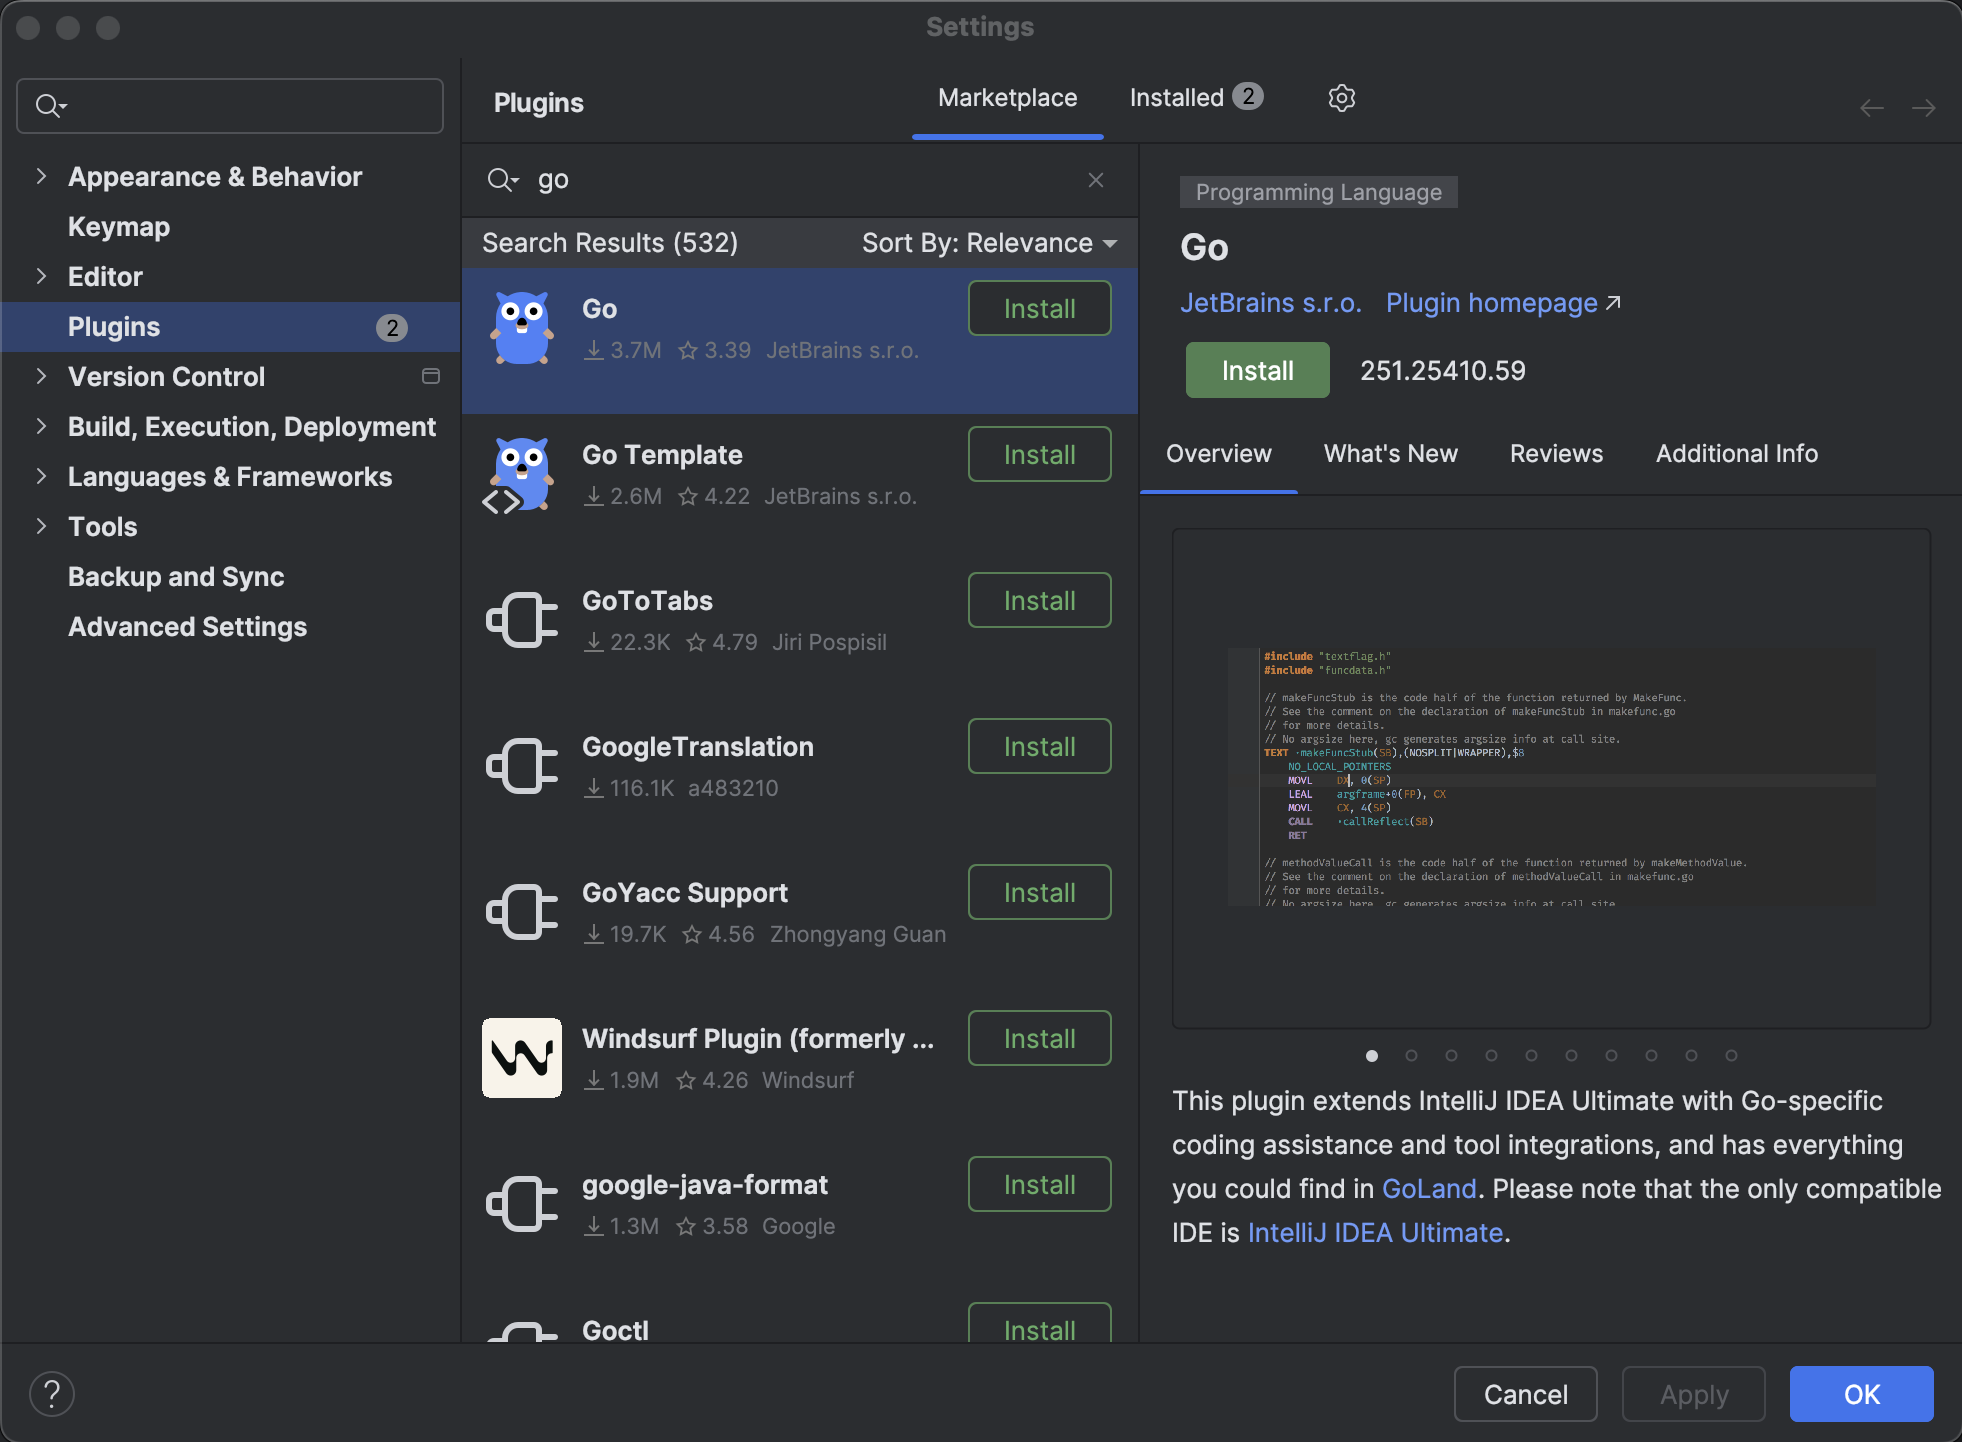 Settings
Appearance & Behavior
Keymap
Editor
Plugins 2
Version Control
Build, Execution, Deployment
Languages & Frameworks
Tools
Backup and Sync
Advanced Settings
Plugins
Marketplace
Installed 2
go
Search Results (532) Sort By: Relevance
Go Install
3.7M 3.39 JetBrains s.r.o.
Go Template Install
2.6M 4.22 JetBrains s.r.o.
GoToTabs Install
22.3K 4.79 Jiri Pospisil
GoogleTranslation Install
116.1K a483210
GoYacc Support Install
19.7K 4.56 Zhongyang Guan
Windsurf Plugin (formerly ... Install
1.9M 4.26 Windsurf
google-java-format Install
1.3M 3.58 Google
Goctl Install
Programming Language
Go
JetBrains s.r.o. Plugin homepage
Install 251.25410.59
Overview What's New Reviews Additional Info
#include "textflag.h"
#include "funcdata.h"
// makeFuncStub is the code half of the function returned by MakeFunc.
// See the comment on the declaration of makeFuncStub in makefunc.go
// for more details.
// No argsize here, gc generates argsize info at call site.
TEXT ·makeFuncStub(SB),(NOSPLIT|WRAPPER),$8
NO_LOCAL_POINTERS
MOVL DX, 0(SP)
LEAL argframe+0(FP), CX
MOVL CX, 4(SP)
CALL ·callReflect(SB)
RET
// methodValueCall is the code half of the function returned by makeMethodValue.
// See the comment on the declaration of methodValueCall in makefunc.go
// for more details.
// No argsize here, gc generates argsize info at call site
This plugin extends IntelliJ IDEA Ultimate with Go-specific
coding assistance and tool integrations, and has everything
you could find in GoLand. Please note that the only compatible
IDE is IntelliJ IDEA Ultimate.
?
Cancel Apply OK